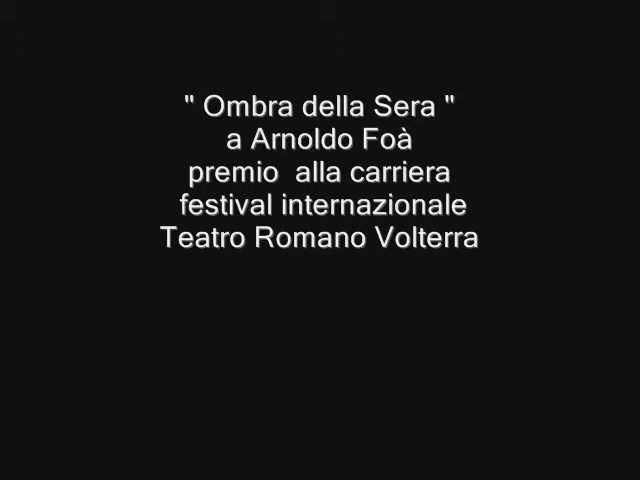 " Ombra della Sera "
a Arnoldo Foà
premio  alla carriera
festival internazionale
Teatro Romano Volterra